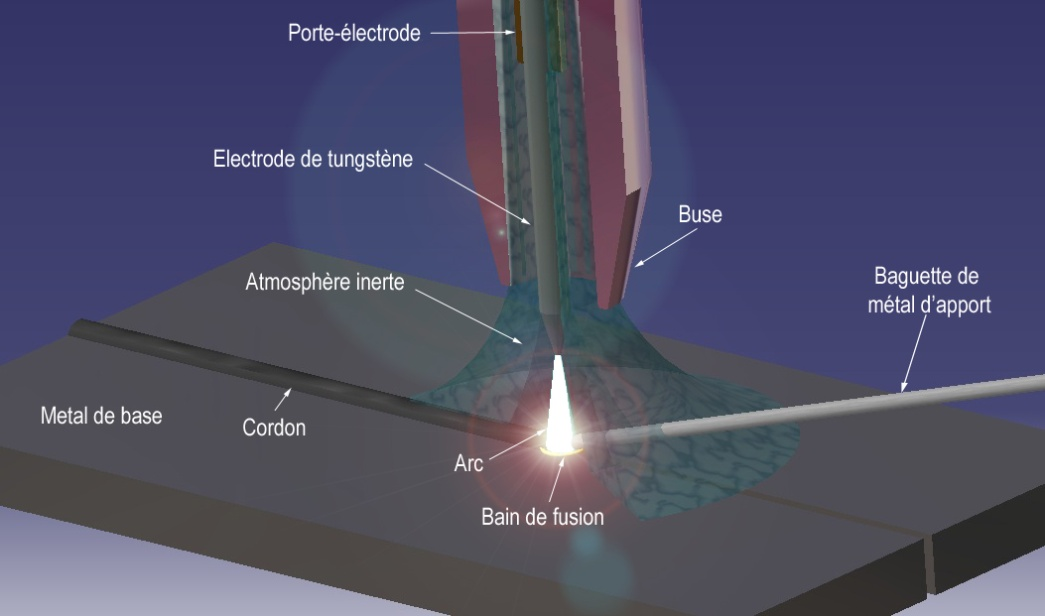 Porte-électrode
Electrode de tungstène
Buse
Atmosphère inerte
Baguette de
métal d'apport
Metal de base
Cordon
Arc
Bain de fusion